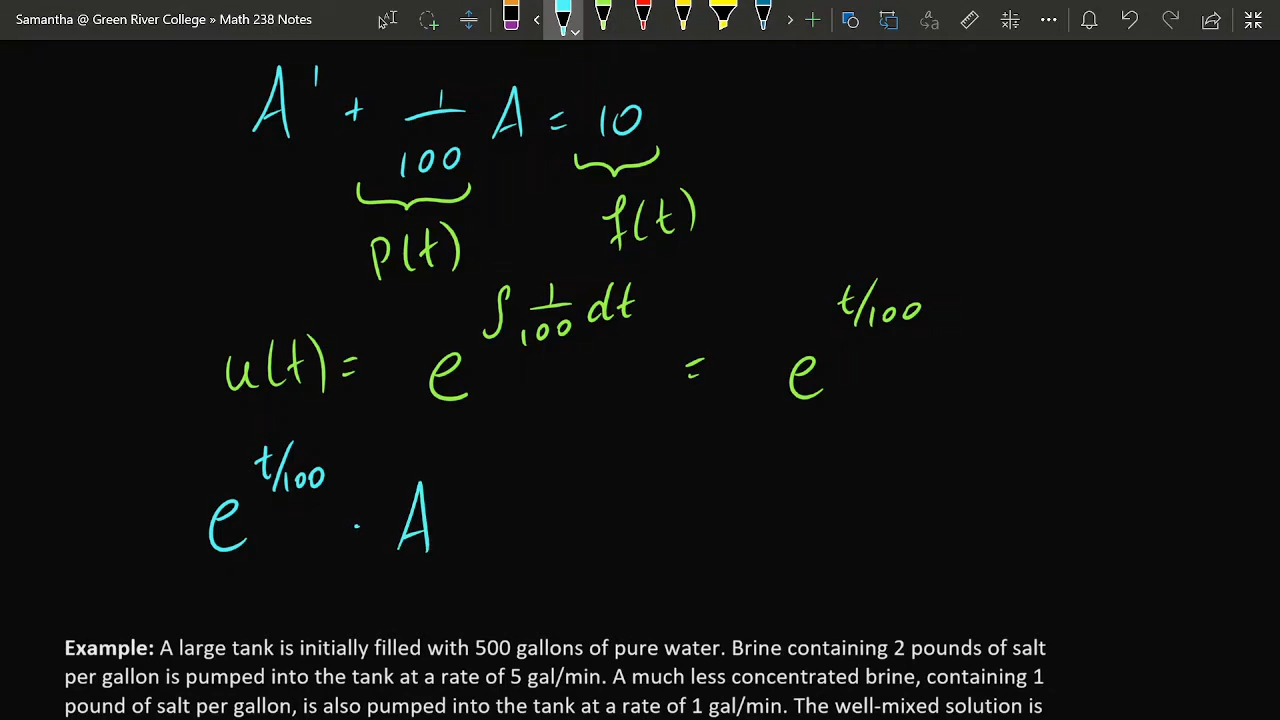 Samantha @ Green River College » Math 238 Notes
A' + 1/100 A = 10
p(t) f(t)
u(t) = e^∫ 1/100 dt = e^t/100
e^t/100 · A
Example: A large tank is initially filled with 500 gallons of pure water. Brine containing 2 pounds of salt
per gallon is pumped into the tank at a rate of 5 gal/min. A much less concentrated brine, containing 1
pound of salt per gallon, is also pumped into the tank at a rate of 1 gal/min. The well-mixed solution is